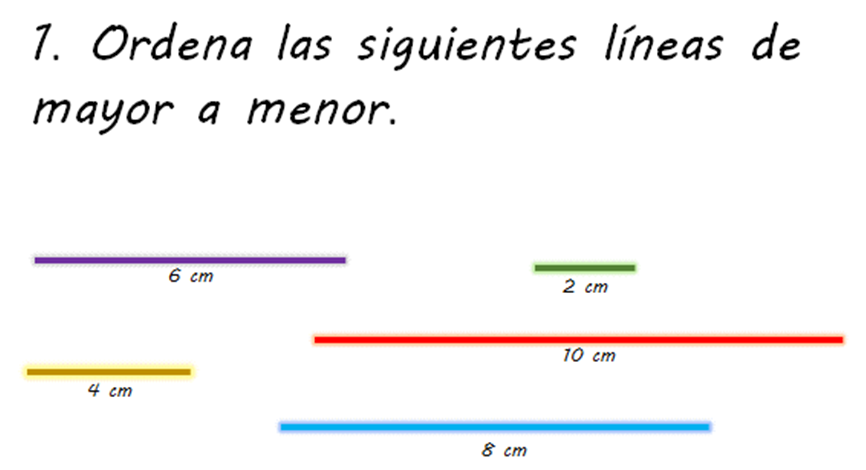 1. Ordena las siguientes líneas de
mayor a menor.
6 cm
2 cm
10 cm
4 cm
8 cm